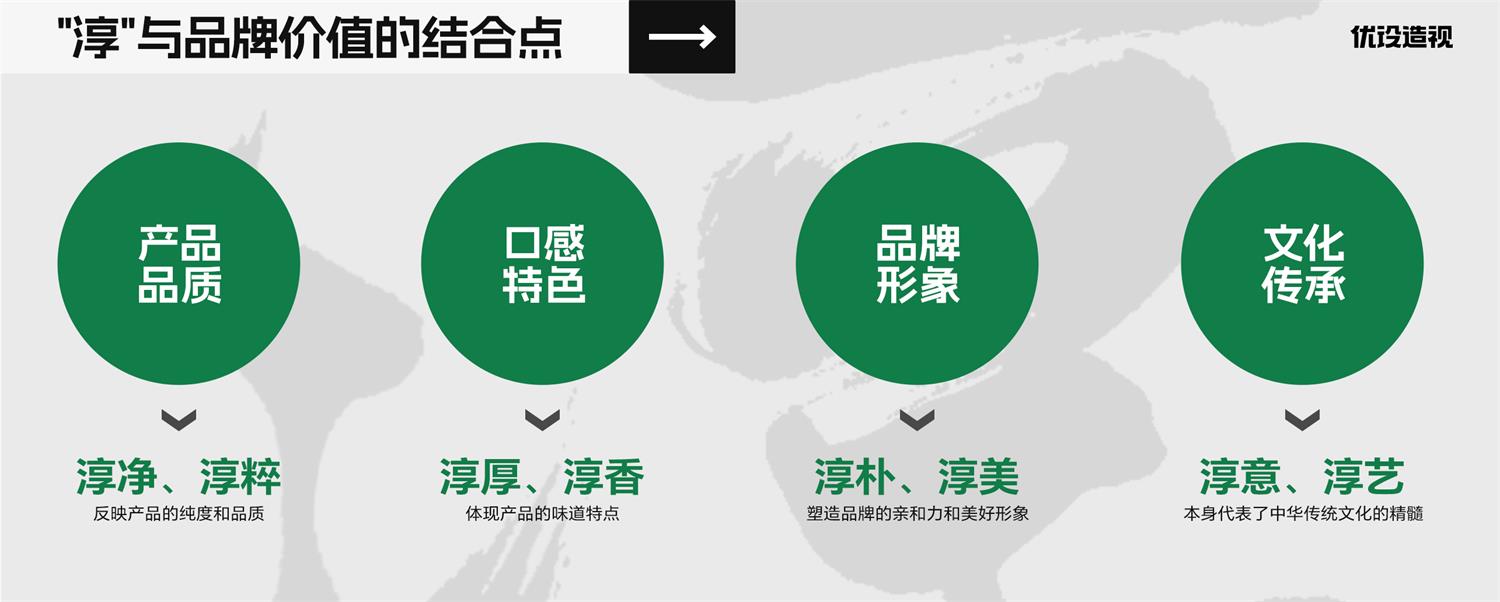 "淳"与品牌价值的结合点
优设造视
产品
品质
口感
特色
品牌
形象
文化
传承
淳净、淳粹
淳厚、淳香
淳朴、淳美
淳意、淳艺
反映产品的纯度和品质
体现产品的味道特点
塑造品牌的亲和力和美好形象
本身代表了中华传统文化的精髓